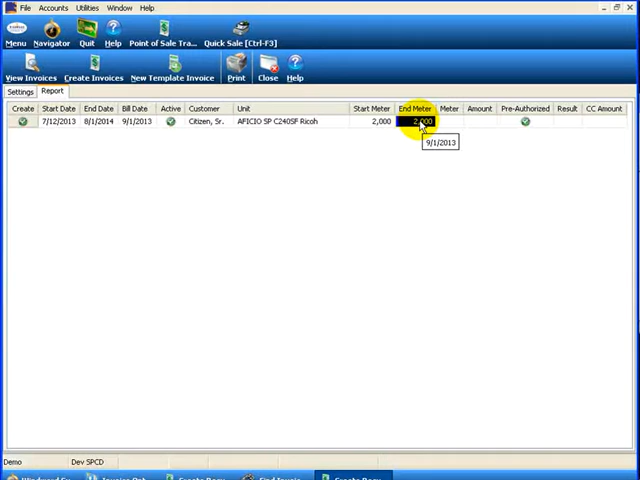 File Accounts Utilities Window Help
Menu Navigator Quit Help Point of Sale Tra... Quick Sale [Ctrl-F3]
View Invoices Create Invoices New Template Invoice Print Close Help
Settings Report
Create Start Date End Date Bill Date Active Customer Unit Start Meter End Meter Meter Amount Pre-Authorized Result CC Amount
7/12/2013 8/1/2014 9/1/2013 Citizen, Sr. AFICIO SP C240SF Ricoh 2,000 2,000
9/1/2013
Demo Dev SPCD